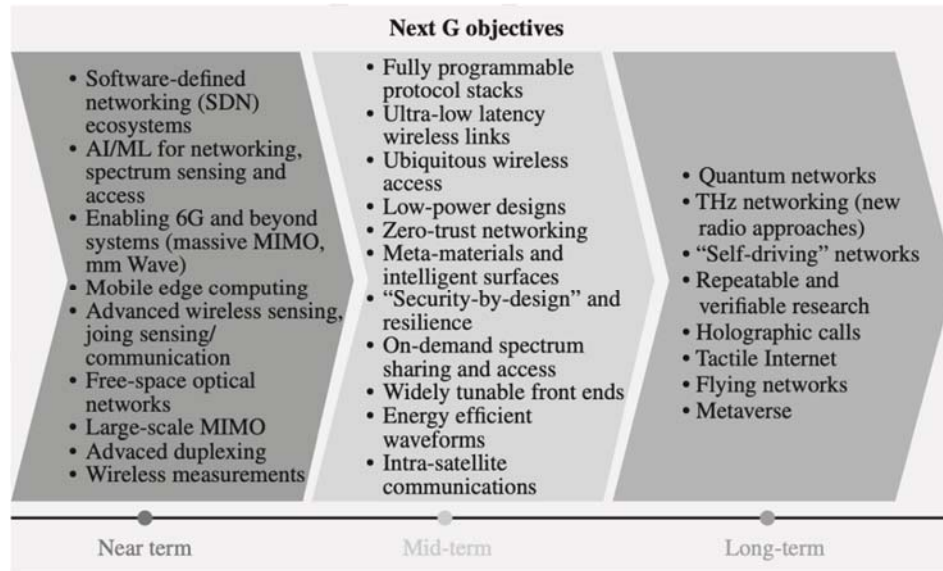 Next G objectives
• Software-defined
networking (SDN)
ecosystems
• AI/ML for networking,
spectrum sensing and
access
• Enabling 6G and beyond
systems (massive MIMO,
mm Wave)
• Mobile edge computing
• Advanced wireless sensing,
joing sensing/
communication
• Free-space optical
networks
• Large-scale MIMO
• Advaced duplexing
• Wireless measurements
• Fully programmable
protocol stacks
• Ultra-low latency
wireless links
• Ubiquitous wireless
access
• Low-power designs
• Zero-trust networking
• Meta-materials and
intelligent surfaces
• “Security-by-design” and
resilience
• On-demand spectrum
sharing and access
• Widely tunable front ends
• Energy efficient
waveforms
• Intra-satellite
communications
• Quantum networks
• THz networking (new
radio approaches)
• “Self-driving” networks
• Repeatable and
verifiable research
• Holographic calls
• Tactile Internet
• Flying networks
• Metaverse
Near term
Mid-term
Long-term